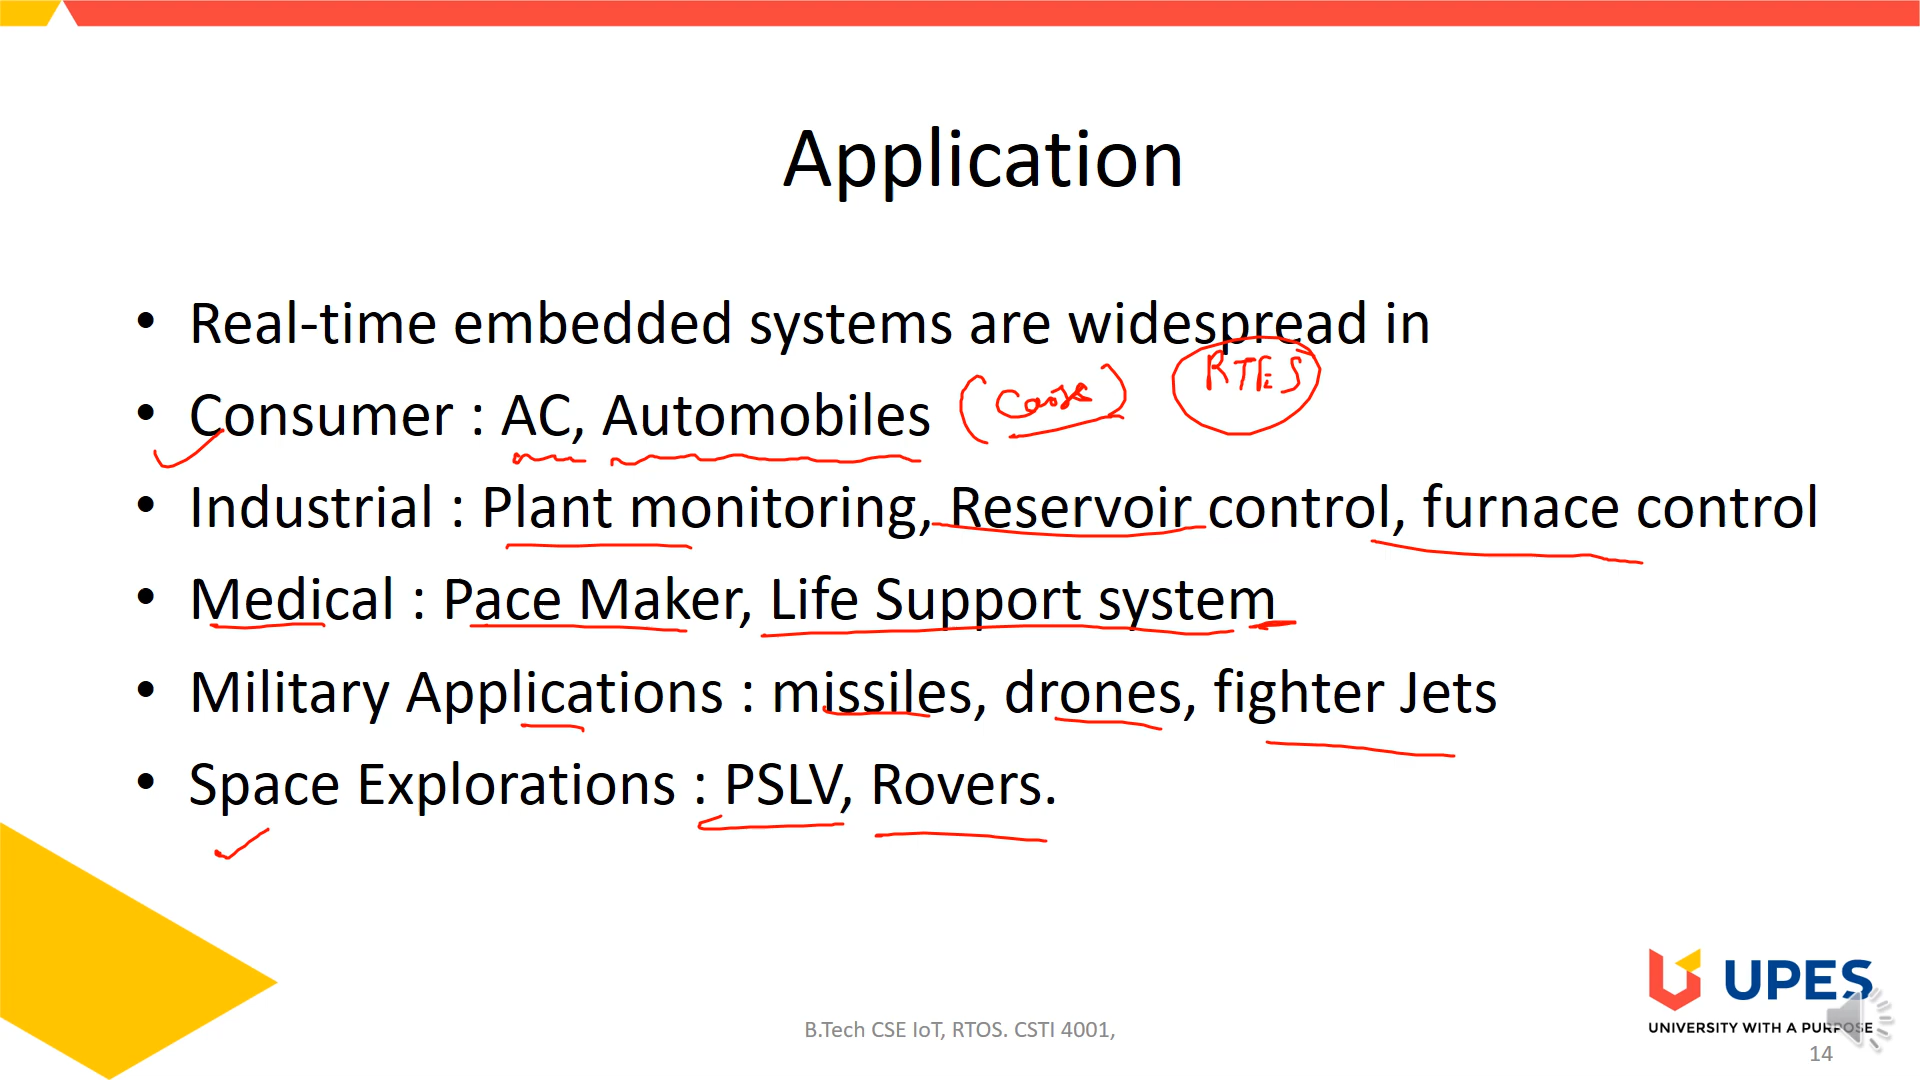 Application
• Real-time embedded systems are widespread in
RTES
• Consumer : AC, Automobiles (Cars)
• Industrial : Plant monitoring, Reservoir control, furnace control
• Medical : Pace Maker, Life Support system
• Military Applications : missiles, drones, fighter Jets
• Space Explorations : PSLV, Rovers.
UPES
UNIVERSITY WITH A PURPOSE
B.Tech CSE IoT, RTOS. CSTI 4001,
14